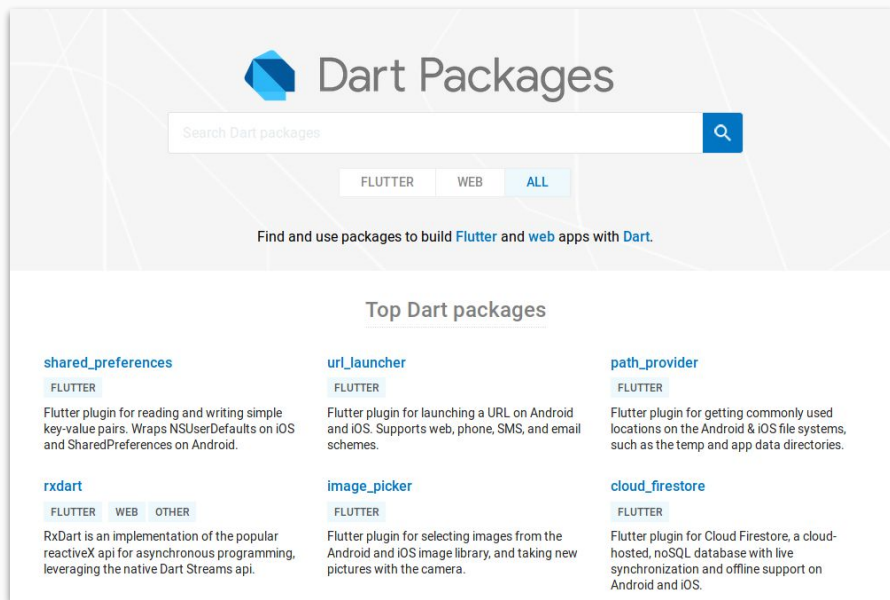 Dart Packages
Search Dart packages
FLUTTER WEB ALL
Find and use packages to build Flutter and web apps with Dart.
Top Dart packages
shared_preferences
FLUTTER
Flutter plugin for reading and writing simple
key-value pairs. Wraps NSUserDefaults on iOS
and SharedPreferences on Android.
url_launcher
FLUTTER
Flutter plugin for launching a URL on Android
and iOS. Supports web, phone, SMS, and email
schemes.
path_provider
FLUTTER
Flutter plugin for getting commonly used
locations on the Android & iOS file systems,
such as the temp and app data directories.
rxdart
FLUTTER WEB OTHER
RxDart is an implementation of the popular
reactiveX api for asynchronous programming,
leveraging the native Dart Streams api.
image_picker
FLUTTER
Flutter plugin for selecting images from the
Android and iOS image library, and taking new
pictures with the camera.
cloud_firestore
FLUTTER
Flutter plugin for Cloud Firestore, a cloud-
hosted, noSQL database with live
synchronization and offline support on
Android and iOS.